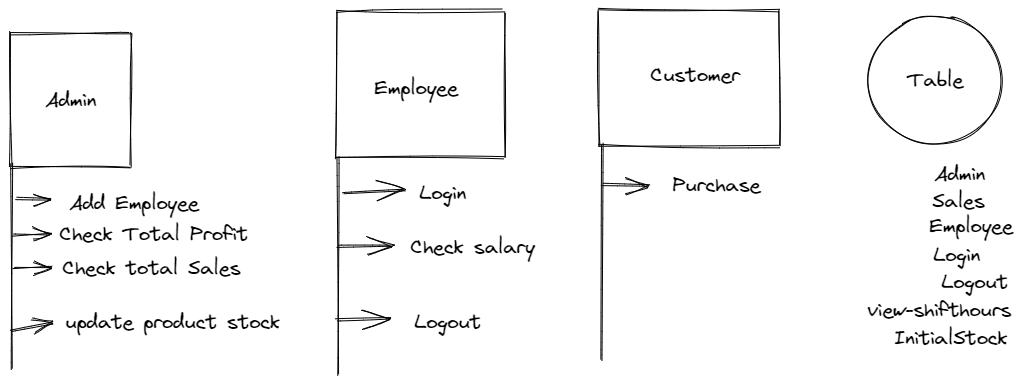 Admin
Add Employee
Check Total Profit
Check total Sales
update product stock
Employee
Login
Check salary
Logout
Customer
Purchase
Table
Admin
Sales
Employee
Login
Logout
view-shifthours
InitialStock